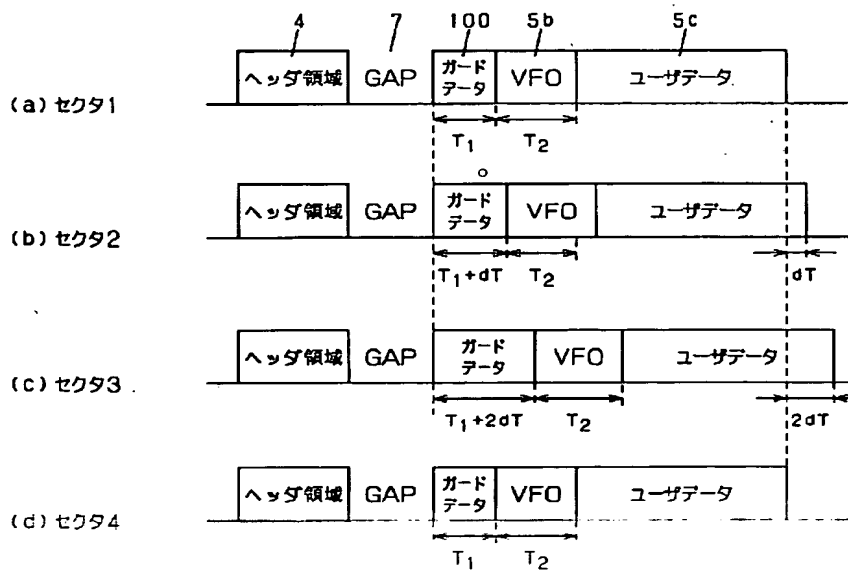 4 7 100 5b 5c
(a) セクタ1 ヘッダ領域 GAP ガードデータ VFO ユーザデータ
T1 T2
(b) セクタ2 ヘッダ領域 GAP ガードデータ VFO ユーザデータ
T1+dT T2 dT
(c) セクタ3 ヘッダ領域 GAP ガードデータ VFO ユーザデータ
T1+2dT T2 2dT
(d) セクタ4 ヘッダ領域 GAP ガードデータ VFO ユーザデータ
T1 T2